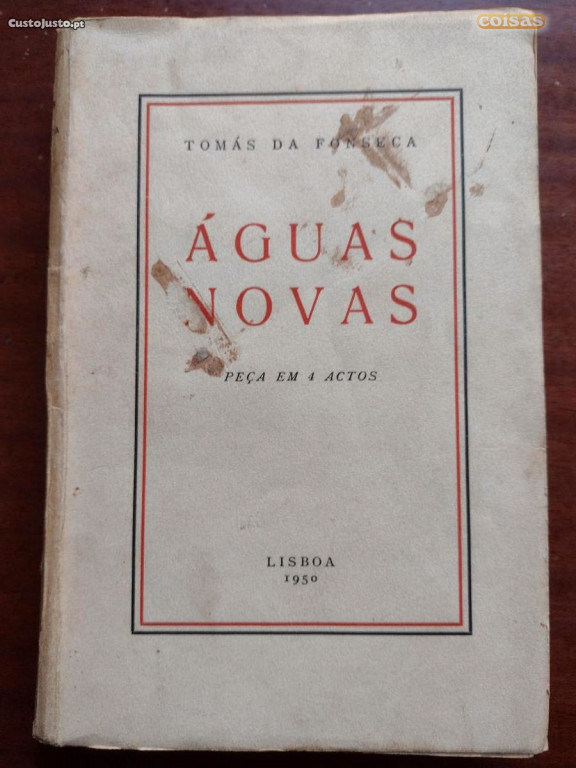 CustoJusto.pt
coisas
TOMÁS DA FONSECA
ÁGUAS
NOVAS
PEÇA EM 4 ACTOS
LISBOA
1950